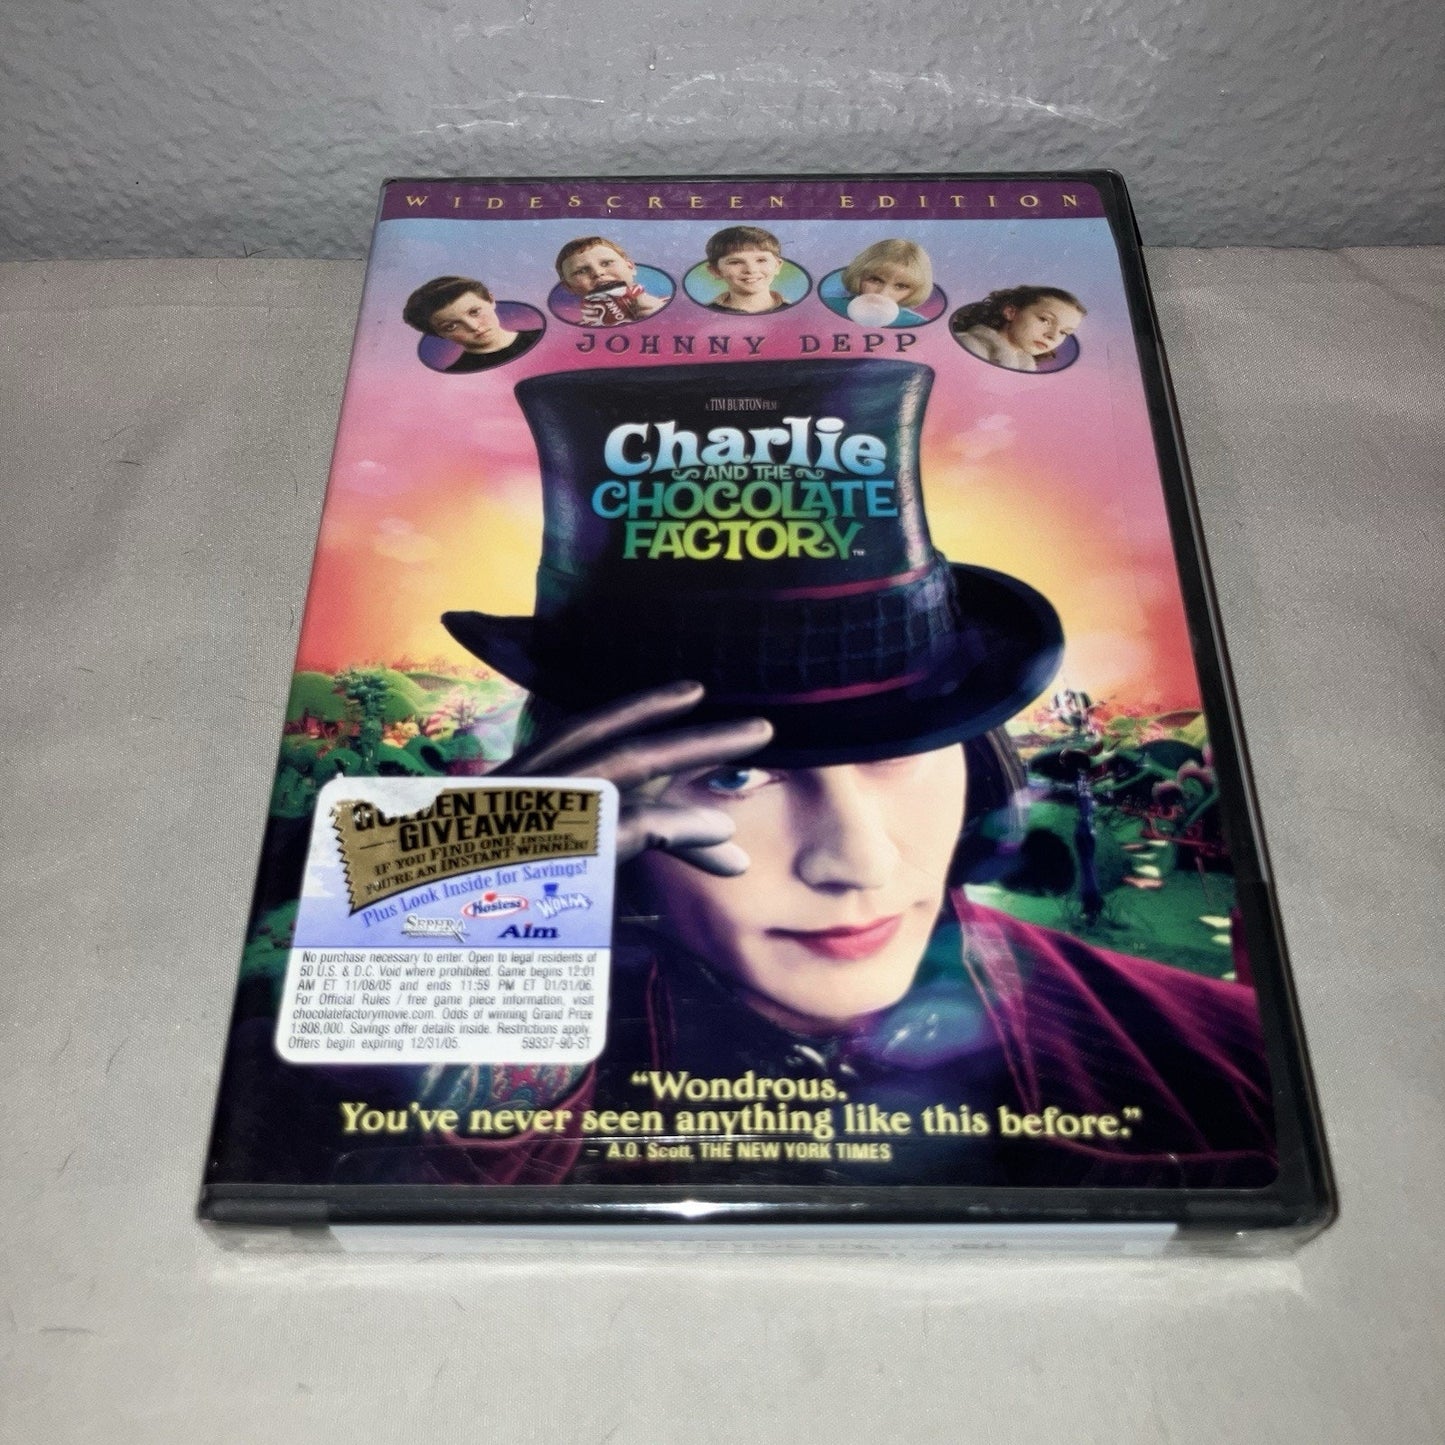 WIDESCREEN EDITION
JOHNNY DEPP
A TIM BURTON FILM
Charlie
AND THE
CHOCOLATE
FACTORY™
GOLDEN TICKET
GIVEAWAY
IF YOU FIND ONE INSIDE
YOU'RE AN INSTANT WINNER!
Plus Look Inside for Savings!
Hostess WONKA
Aim
No purchase necessary to enter. Open to legal residents of
50 U.S. & D.C. Void where prohibited. Game begins 12:01
AM ET 11/08/05 and ends 11:59 PM ET 01/31/06.
For Official Rules / free game piece information, visit
chocolatefactorymovie.com. Odds of winning Grand Prize
1:808,000. Savings offer details inside. Restrictions apply.
Offers begin expiring 12/31/05. 59337-90-ST
“Wondrous.
You've never seen anything like this before.”
– A.O. Scott, THE NEW YORK TIMES